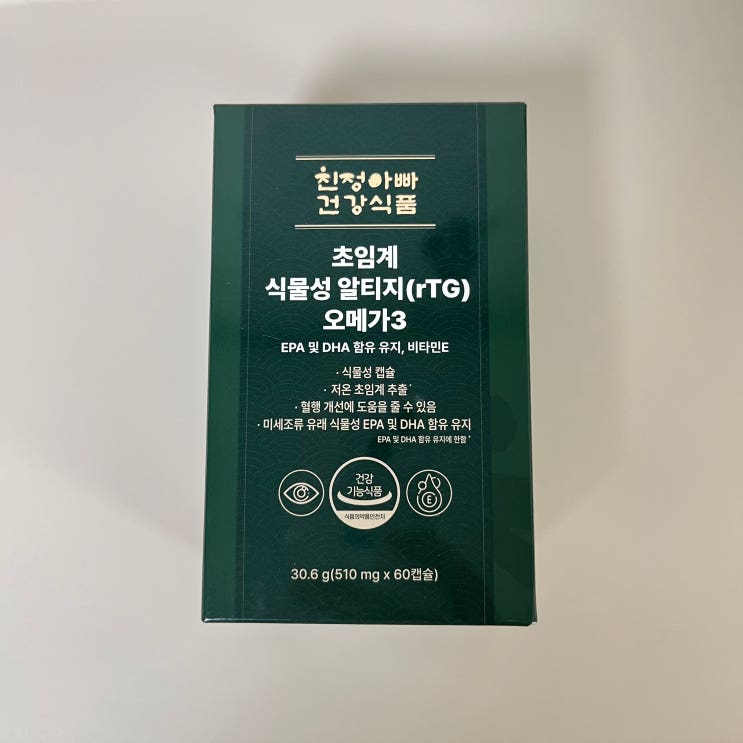 친정아빠
건강식품
초임계
식물성 알티지(rTG)
오메가3
EPA 및 DHA 함유 유지, 비타민E
· 식물성 캡슐
· 저온 초임계 추출*
· 혈행 개선에 도움을 줄 수 있음
· 미세조류 유래 식물성 EPA 및 DHA 함유 유지
EPA 및 DHA 함유 유지에 한함*
건강
기능식품
식품의약품안전처
E
30.6 g(510 mg x 60캡슐)